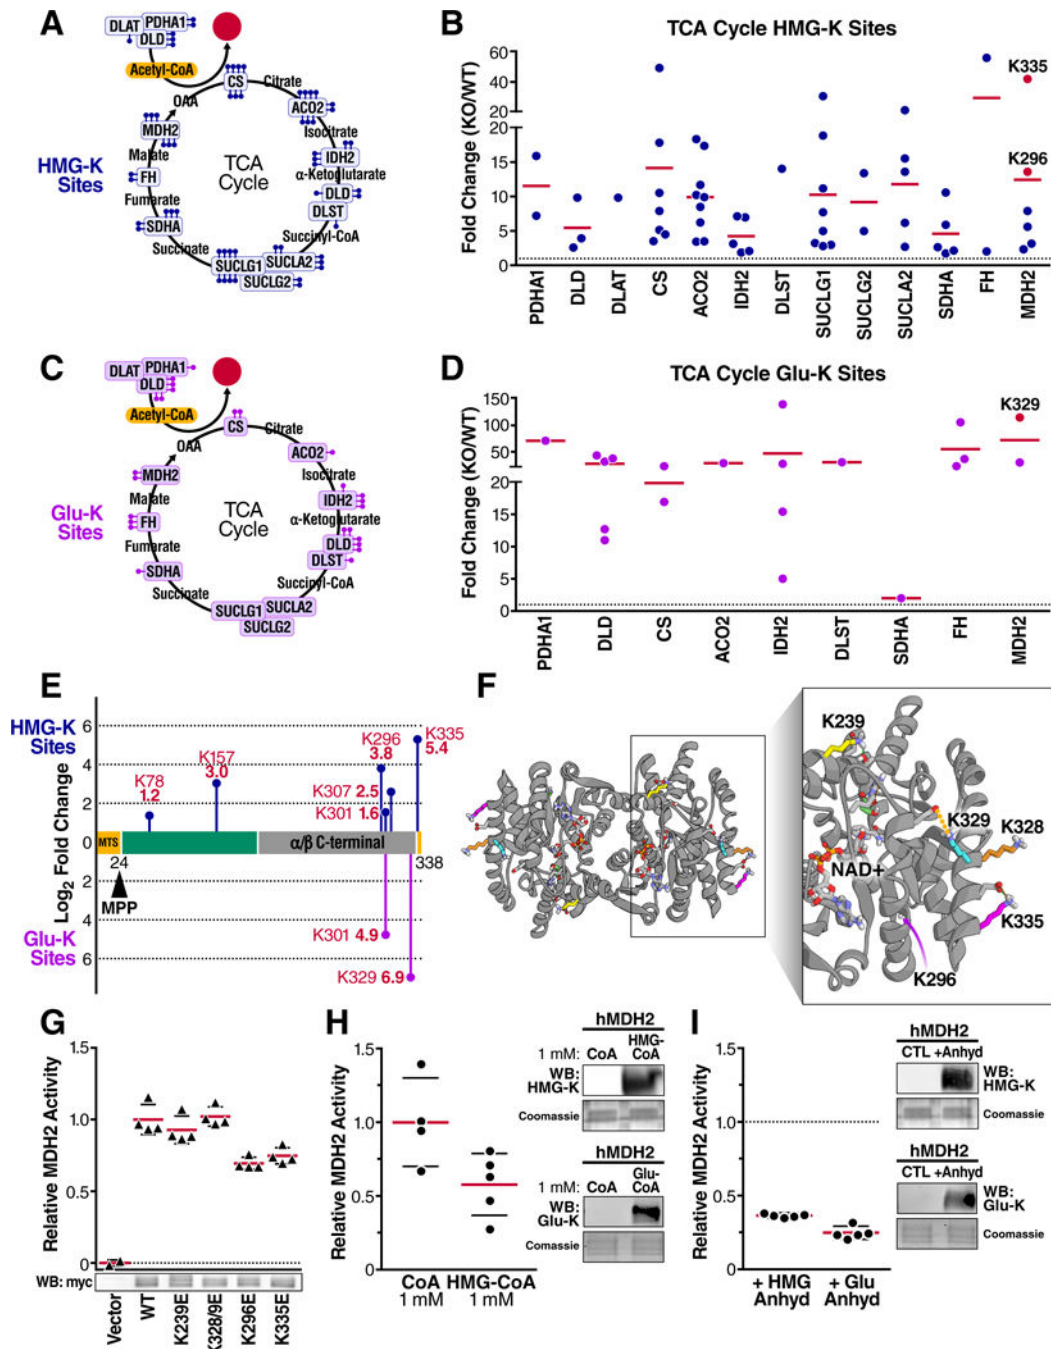 A
DLAT
PDHA1
DLD
Acetyl-CoA
CS
Citrate
OAA
ACO2
MDH2
Isocitrate
IDH2
Malate
HMG-K
Sites
FH
TCA
Cycle
α-Ketoglutarate
DLD
Fumarate
DLST
SDHA
Succinyl-CoA
Succinate
SUCLG1
SUCLA2
SUCLG2
B
TCA Cycle HMG-K Sites
Fold Change (KO/WT)
60
40
20
20
15
10
5
0
K335
K296
PDHA1
DLD
DLAT
CS
ACO2
IDH2
DLST
SUCLG1
SUCLG2
SUCLA2
SDHA
FH
MDH2
C
DLAT
PDHA1
DLD
Acetyl-CoA
CS
Citrate
OAA
ACO2
MDH2
Isocitrate
IDH2
Malate
Glu-K
Sites
FH
TCA
Cycle
α-Ketoglutarate
DLD
Fumarate
DLST
SDHA
Succinyl-CoA
Succinate
SUCLG1
SUCLA2
SUCLG2
D
TCA Cycle Glu-K Sites
Fold Change (KO/WT)
150
100
50
20
15
10
5
0
K329
PDHA1
DLD
CS
ACO2
IDH2
DLST
SDHA
FH
MDH2
E
HMG-K
Sites
Log2 Fold Change
6
4
2
0
2
4
6
Glu-K
Sites
K78
1.2
K157
3.0
K296
3.8
K335
5.4
K307 2.5
K301 1.6
MTS
α/β C-terminal
24
338
MPP
K301 4.9
K329 6.9
F
K239
K329
K328
NAD+
K335
K296
G
Relative MDH2 Activity
1.5
1.0
0.5
0
WB: myc
Vector
WT
K239E
K328/9E
K296E
K335E
H
Relative MDH2 Activity
1.5
1.0
0.5
0
CoA
1 mM
HMG-CoA
1 mM
hMDH2
1 mM: CoA HMG-CoA
WB:
HMG-K
Coomassie
hMDH2
1 mM: CoA Glu-CoA
WB:
Glu-K
Coomassie
I
Relative MDH2 Activity
1.5
1.0
0.5
0
+ HMG
Anhyd
+ Glu
Anhyd
hMDH2
CTL +Anhyd
WB:
HMG-K
Coomassie
hMDH2
CTL +Anhyd
WB:
Glu-K
Coomassie